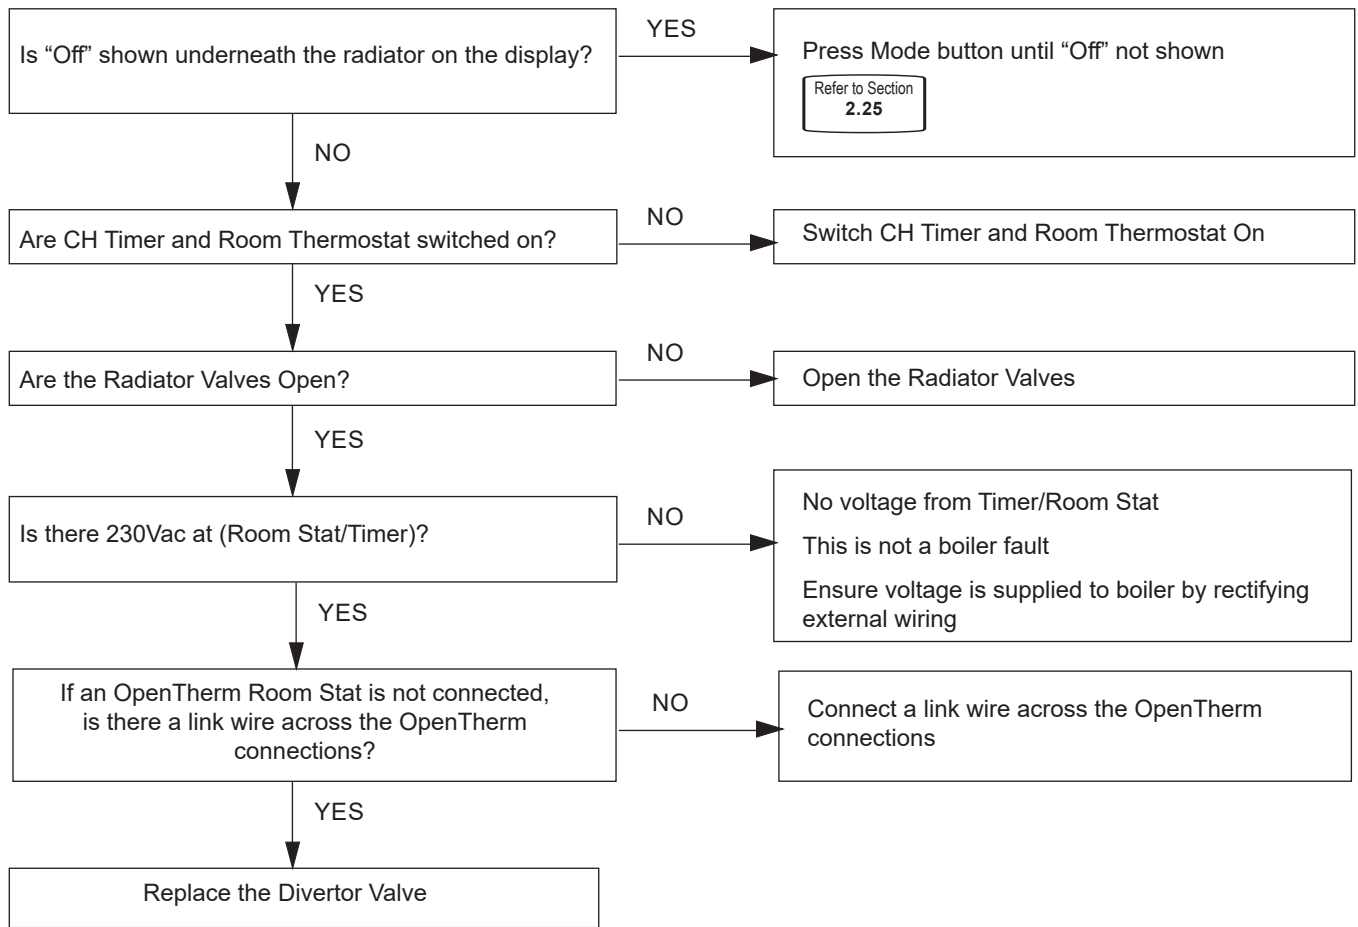 Is “Off” shown underneath the radiator on the display?
YES
Press Mode button until “Off” not shown
Refer to Section
2.25
NO
Are CH Timer and Room Thermostat switched on?
NO
Switch CH Timer and Room Thermostat On
YES
Are the Radiator Valves Open?
NO
Open the Radiator Valves
YES
Is there 230Vac at (Room Stat/Timer)?
NO
No voltage from Timer/Room Stat
This is not a boiler fault
Ensure voltage is supplied to boiler by rectifying
external wiring
YES
If an OpenTherm Room Stat is not connected,
is there a link wire across the OpenTherm
connections?
NO
Connect a link wire across the OpenTherm
connections
YES
Replace the Divertor Valve